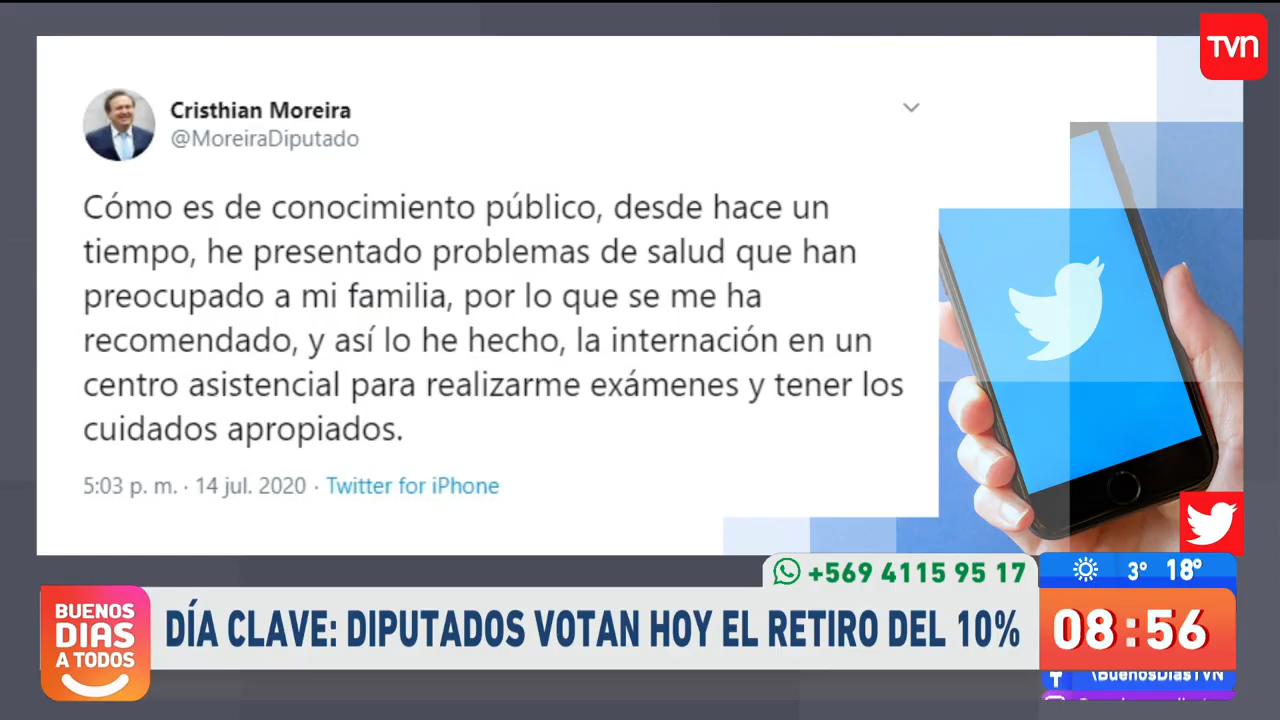 TVN
Cristhian Moreira
@MoreiraDiputado
Cómo es de conocimiento público, desde hace un
tiempo, he presentado problemas de salud que han
preocupado a mi familia, por lo que se me ha
recomendado, y así lo he hecho, la internación en un
centro asistencial para realizarme exámenes y tener los
cuidados apropiados.
5:03 p. m. · 14 jul. 2020 · Twitter for iPhone
+569 4115 95 17
3° 18°
BUENOS
DIAS
A TODOS
DÍA CLAVE: DIPUTADOS VOTAN HOY EL RETIRO DEL 10%
08:56
\BuenosDiasTVN